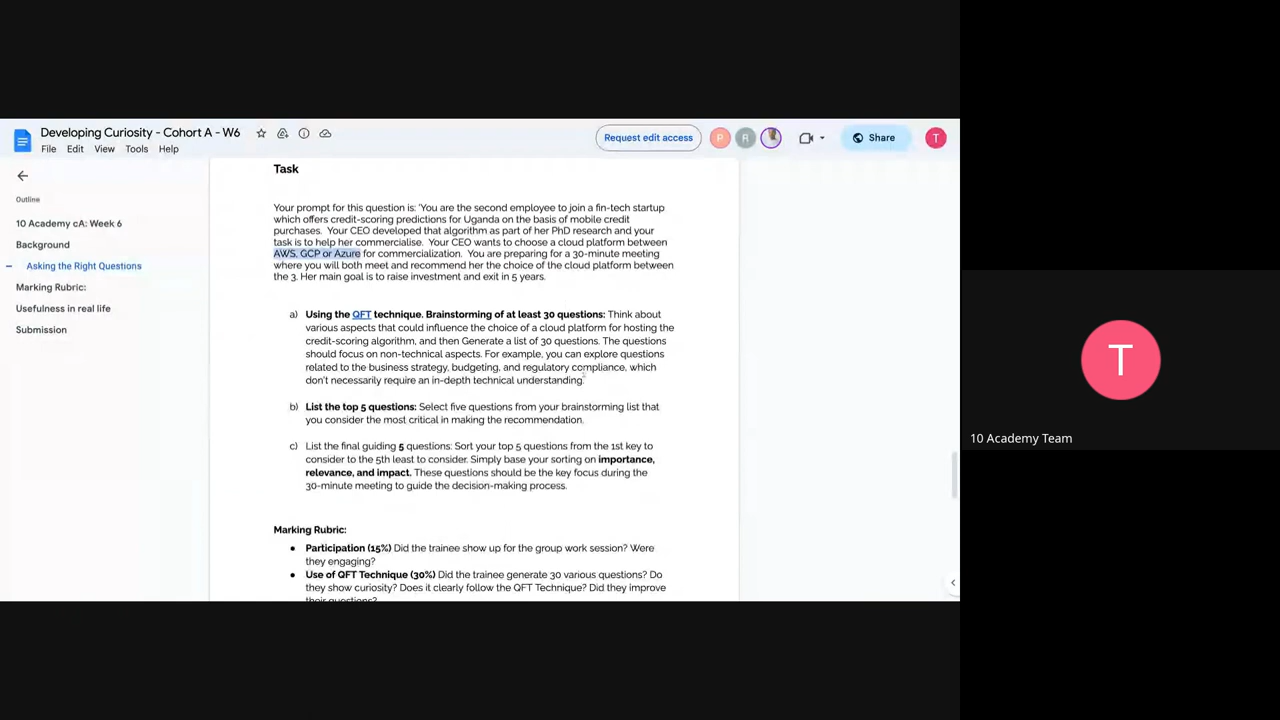 Developing Curiosity - Cohort A - W6
File Edit View Tools Help
Request edit access
P
R
Share
T
Outline
10 Academy cA: Week 6
Background
Asking the Right Questions
Marking Rubric:
Usefulness in real life
Submission
Task
Your prompt for this question is: 'You are the second employee to join a fin-tech startup
which offers credit-scoring predictions for Uganda on the basis of mobile credit
purchases. Your CEO developed that algorithm as part of her PhD research and your
task is to help her commercialise. Your CEO wants to choose a cloud platform between
AWS, GCP or Azure for commercialization. You are preparing for a 30-minute meeting
where you will both meet and recommend her the choice of the cloud platform between
the 3. Her main goal is to raise investment and exit in 5 years.
a) Using the QFT technique. Brainstorming of at least 30 questions: Think about
various aspects that could influence the choice of a cloud platform for hosting the
credit-scoring algorithm, and then Generate a list of 30 questions. The questions
should focus on non-technical aspects. For example, you can explore questions
related to the business strategy, budgeting, and regulatory compliance, which
don't necessarily require an in-depth technical understanding.
b) List the top 5 questions: Select five questions from your brainstorming list that
you consider the most critical in making the recommendation.
c) List the final guiding 5 questions: Sort your top 5 questions from the 1st key to
consider to the 5th least to consider. Simply base your sorting on importance,
relevance, and impact. These questions should be the key focus during the
30-minute meeting to guide the decision-making process.
Marking Rubric:
● Participation (15%) Did the trainee show up for the group work session? Were
they engaging?
● Use of QFT Technique (30%) Did the trainee generate 30 various questions? Do
they show curiosity? Does it clearly follow the QFT Technique? Did they improve
their questions?
T
10 Academy Team